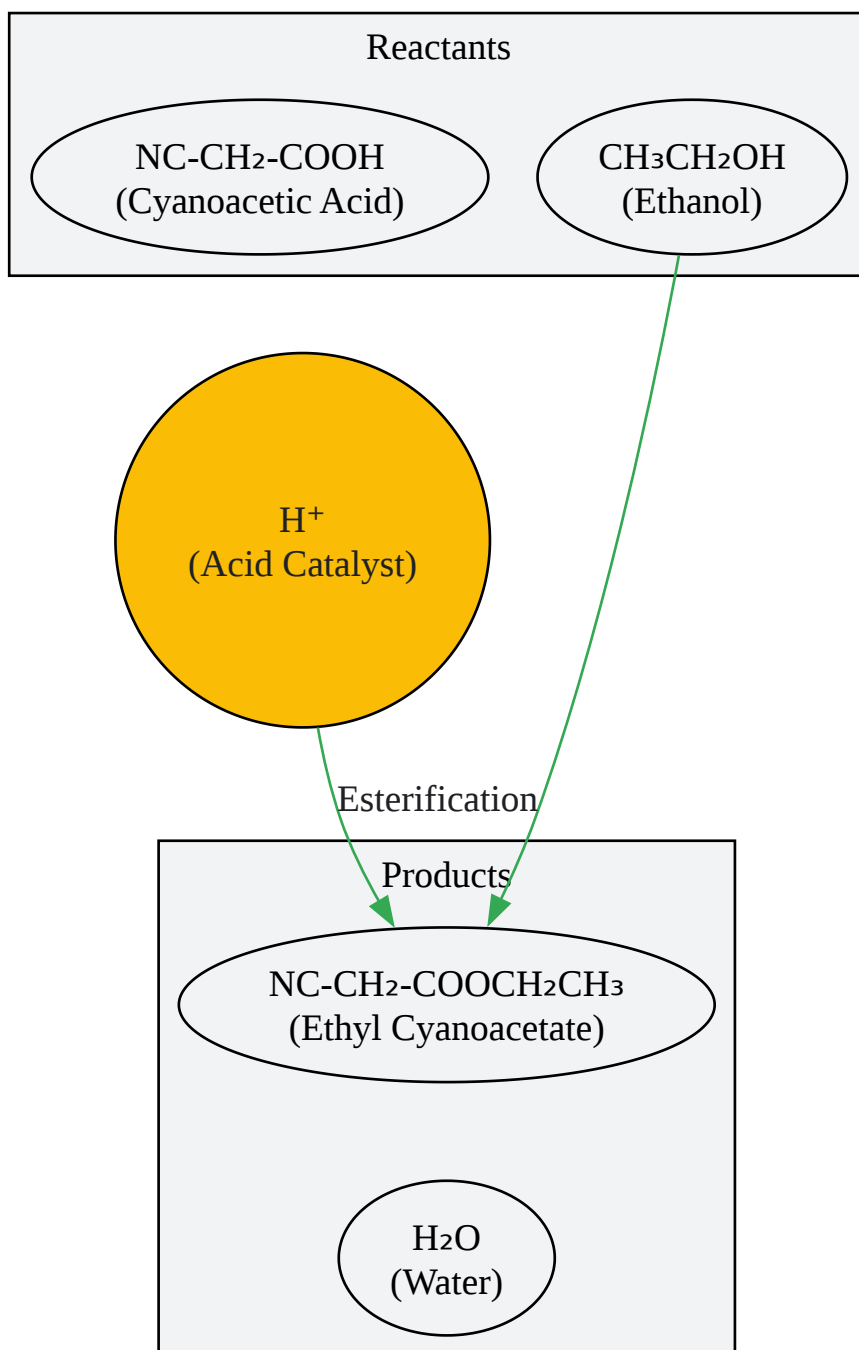 Reactants
NC-CH₂-COOH
(Cyanoacetic Acid)
CH₃CH₂OH
(Ethanol)
H⁺
(Acid Catalyst)
Esterification
Products
NC-CH₂-COOCH₂CH₃
(Ethyl Cyanoacetate)
H₂O
(Water)